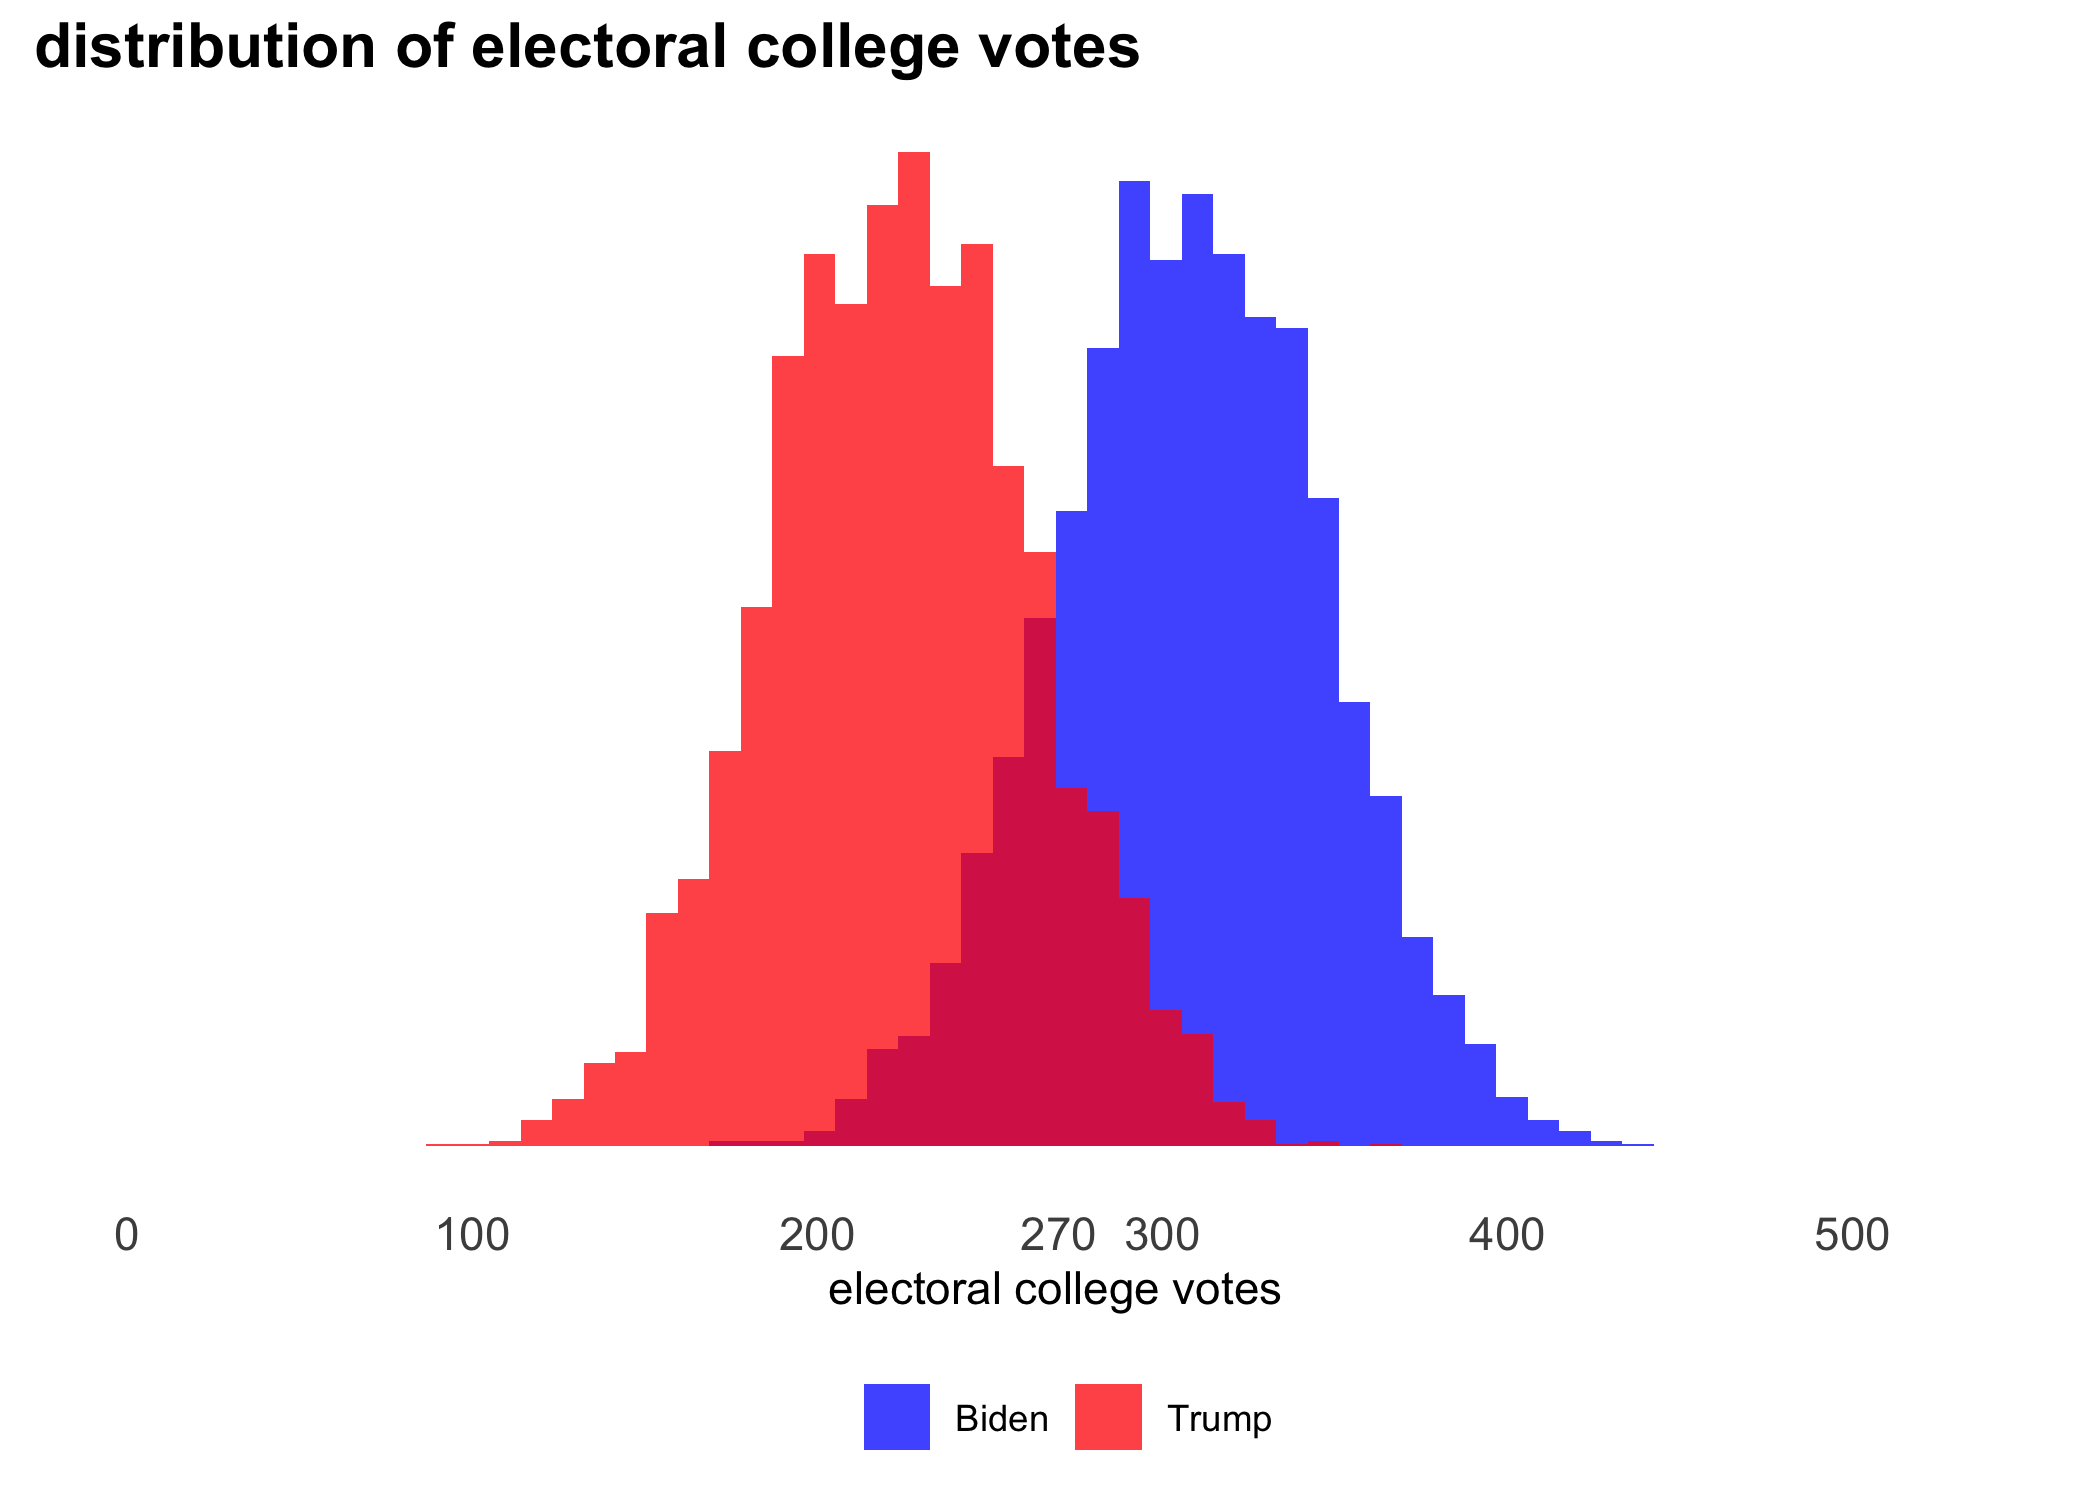 distribution of electoral college votes
0 100 200 270 300 400 500
electoral college votes
Biden Trump